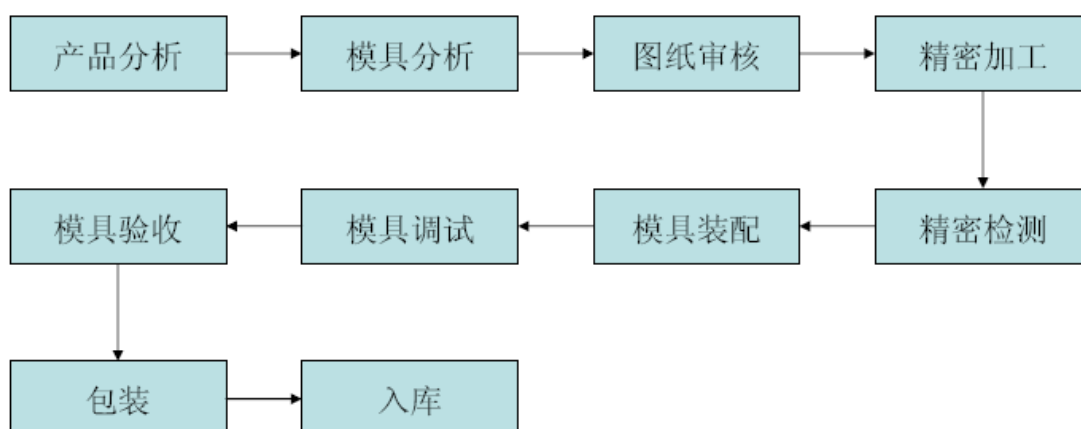 产品分析
模具分析
图纸审核
精密加工
精密检测
模具装配
模具调试
模具验收
包装
入库